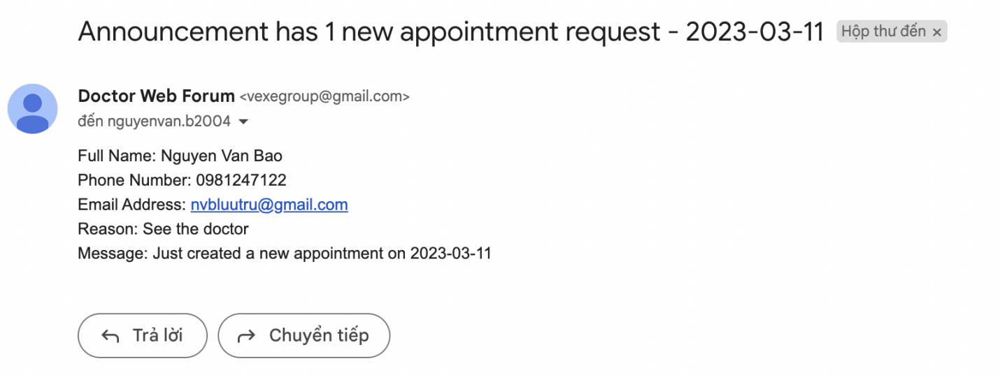 Announcement has 1 new appointment request - 2023-03-11 Hộp thư đến ×
Doctor Web Forum <vexegroup@gmail.com>
đến nguyenvan.b2004
Full Name: Nguyen Van Bao
Phone Number: 0981247122
Email Address: nvbluutru@gmail.com
Reason: See the doctor
Message: Just created a new appointment on 2023-03-11
Trả lời Chuyển tiếp